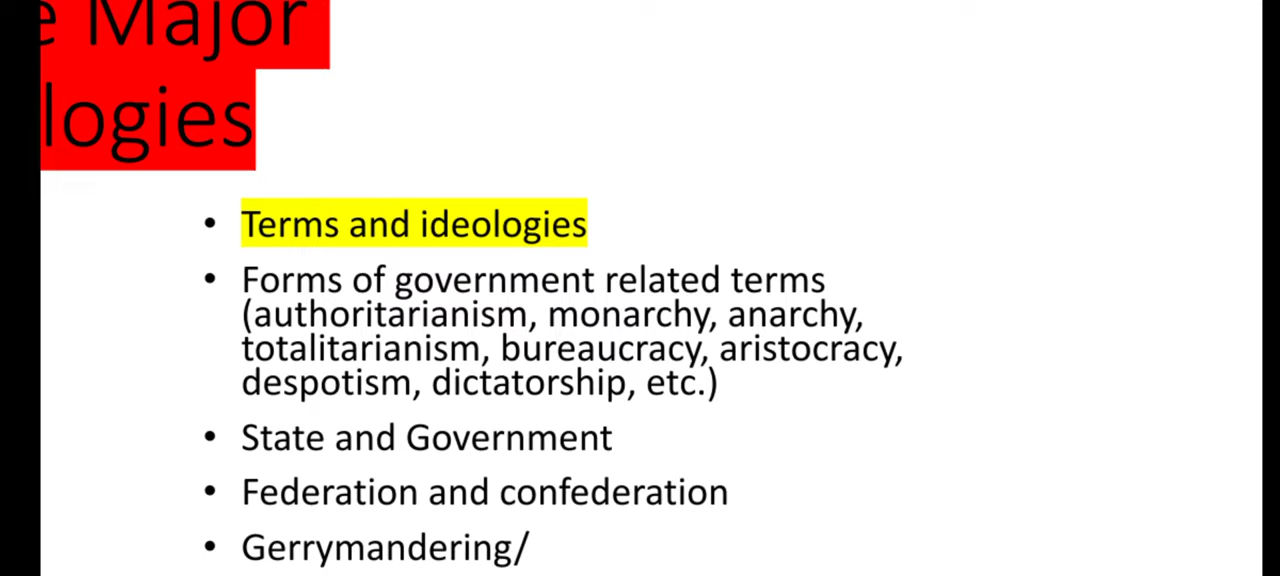 e Major
logies
• Terms and ideologies
• Forms of government related terms
(authoritarianism, monarchy, anarchy,
totalitarianism, bureaucracy, aristocracy,
despotism, dictatorship, etc.)
• State and Government
• Federation and confederation
• Gerrymandering/